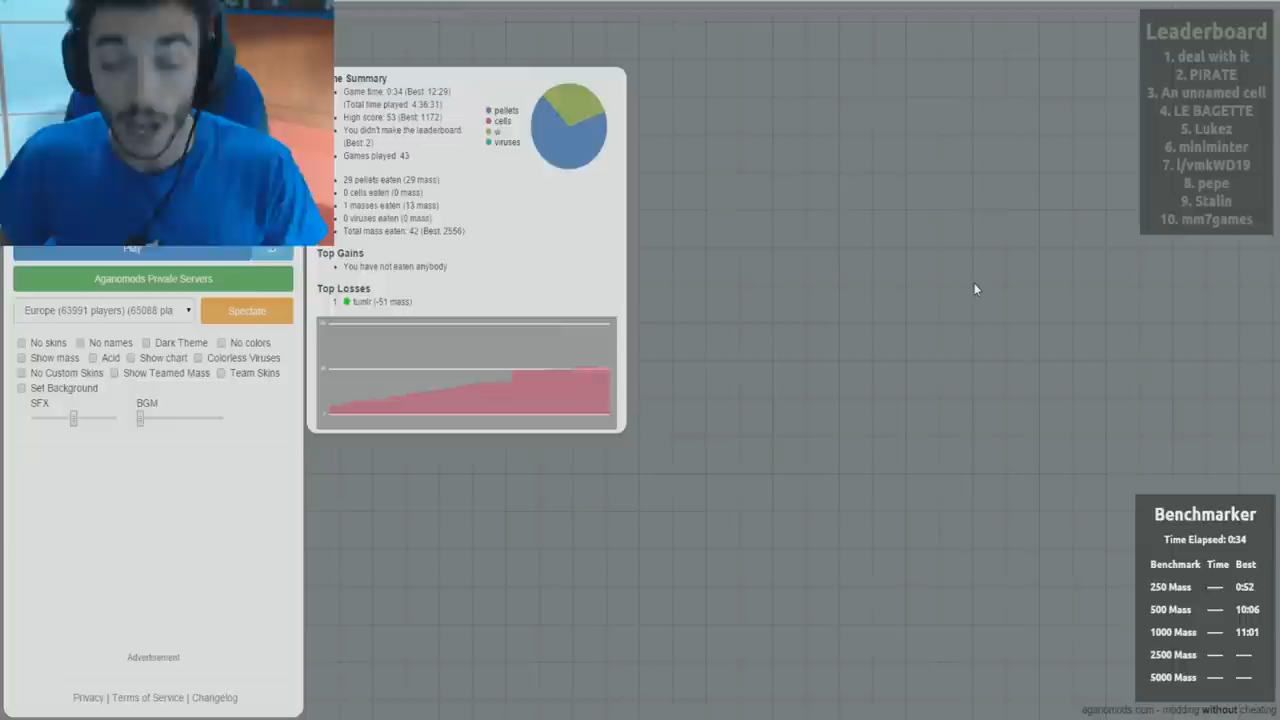 Leaderboard
1. deal with it
2. PIRATE
3. An unnamed cell
4. LE BAGETTE
5. Lukez
6. miniminter
7. l/vmkWD19
8. pepe
9. Stalin
10. mm7games
Summary
Game time: 0:34 (Best: 12:29)
(Total time played: 4:36:31)
High score: 53 (Best: 1172)
You didn't make the leaderboard
(Best: 2)
Games played: 43
29 pellets eaten (29 mass)
0 cells eaten (0 mass)
1 masses eaten (13 mass)
0 viruses eaten (0 mass)
Total mass eaten: 42 (Best: 2556)
pellets
cells
w
viruses
Top Gains
You have not eaten anybody
Top Losses
1 tumlr (-51 mass)
Play
Aganomods Private Servers
Europe (63991 players) (65088 pla
Spectate
No skins No names Dark Theme No colors
Show mass Acid Show chart Colorless Viruses
No Custom Skins Show Teamed Mass Team Skins
Set Background
SFX BGM
Advertisement
Privacy | Terms of Service | Changelog
Benchmarker
Time Elapsed: 0:34
Benchmark Time Best
250 Mass —— 0:52
500 Mass —— 10:06
1000 Mass —— 11:01
2500 Mass —— ——
5000 Mass —— ——
aganomods.com - modding without cheating